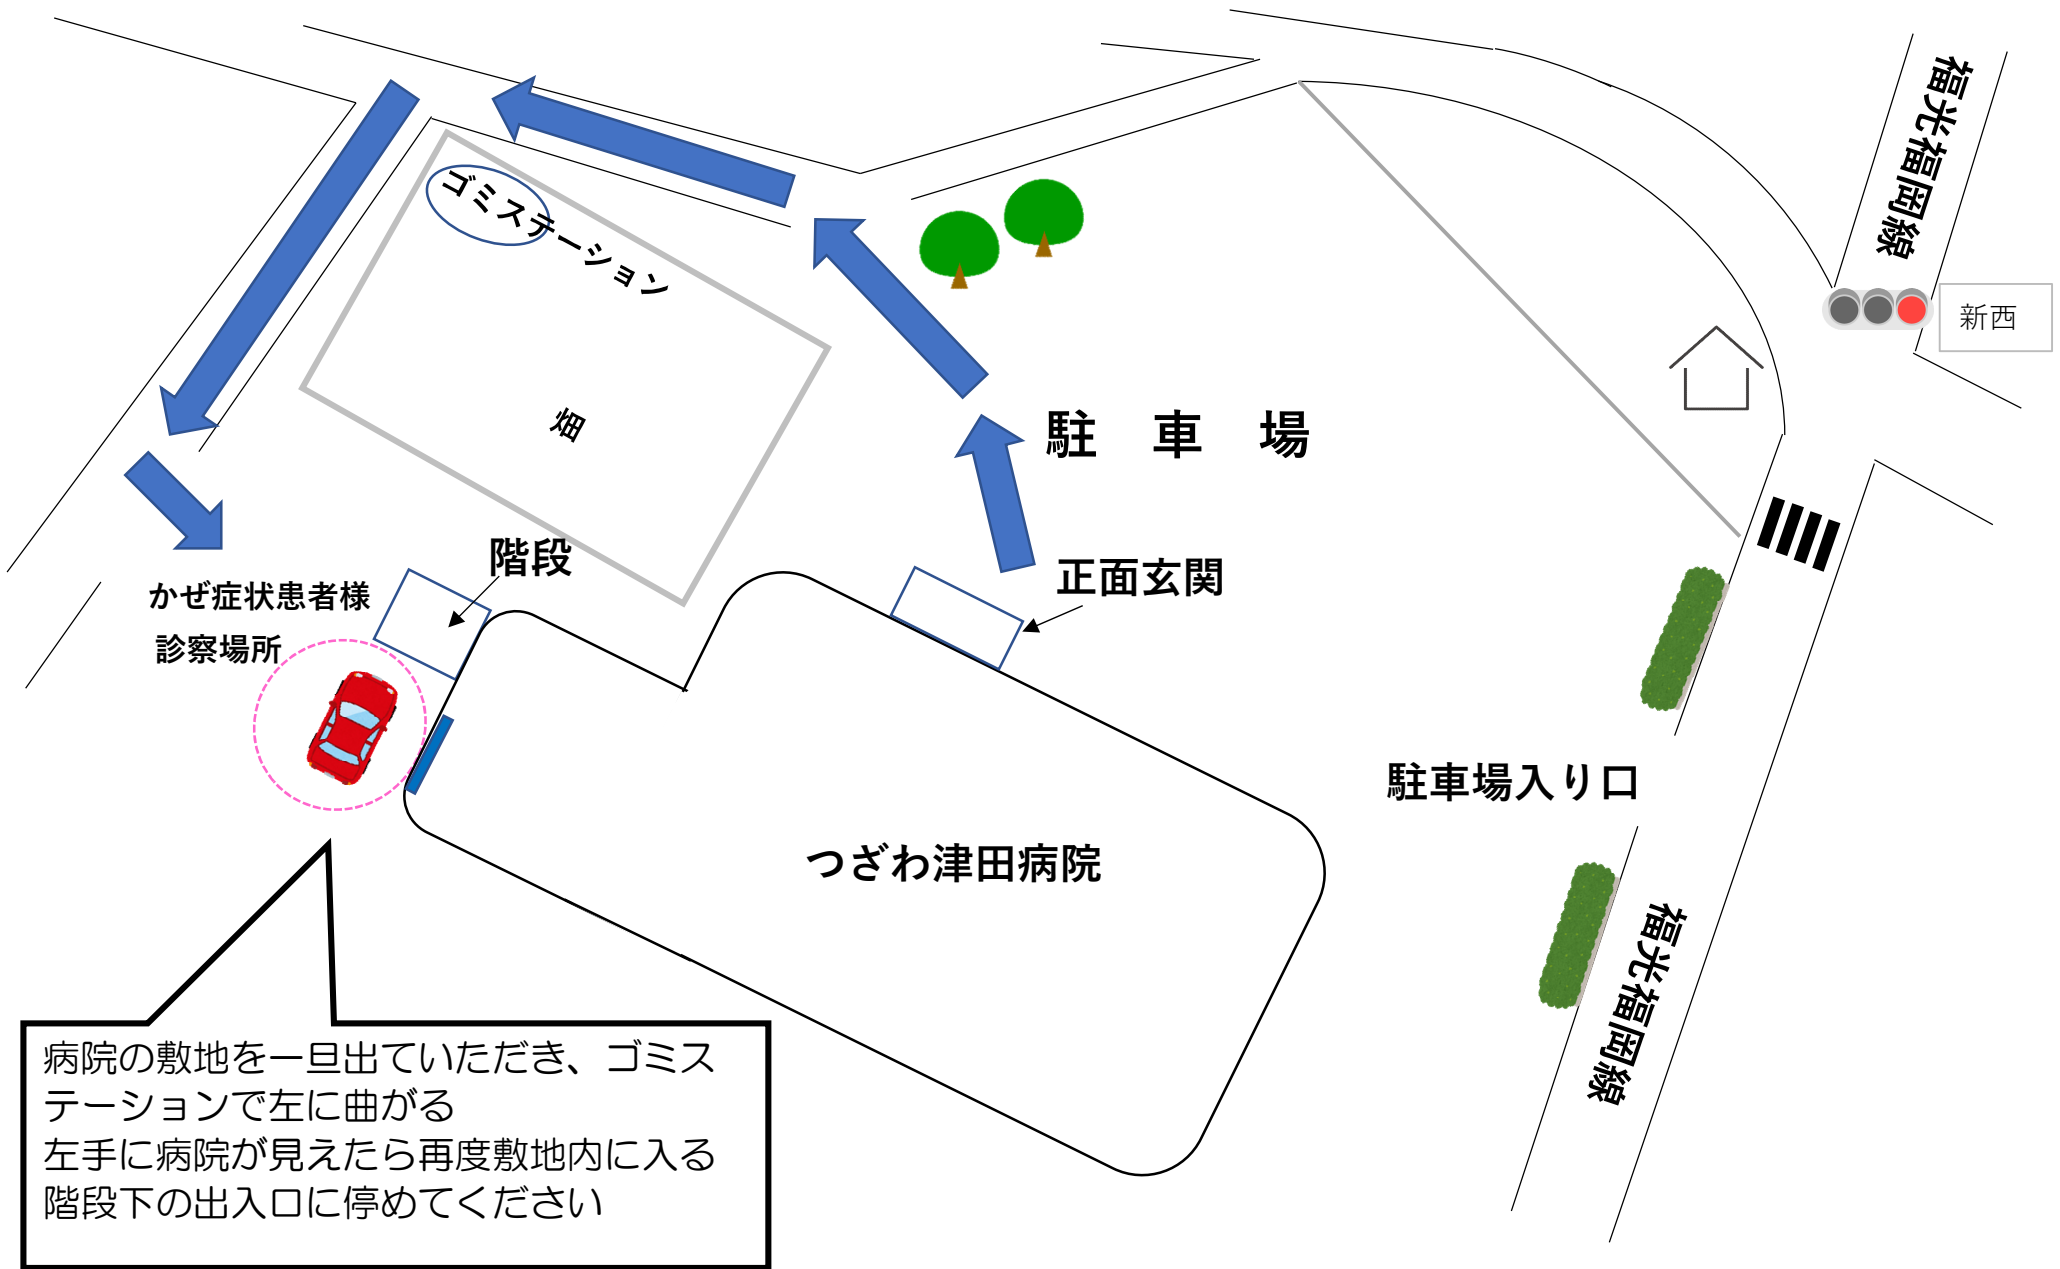 福光福岡線
新西
ゴミステーション
畑
駐　車　場
階段
正面玄関
かぜ症状患者様
診察場所
駐車場入り口
つざわ津田病院
福光福岡線
病院の敷地を一旦出ていただき、ゴミス
テーションで左に曲がる
左手に病院が見えたら再度敷地内に入る
階段下の出入口に停めてください